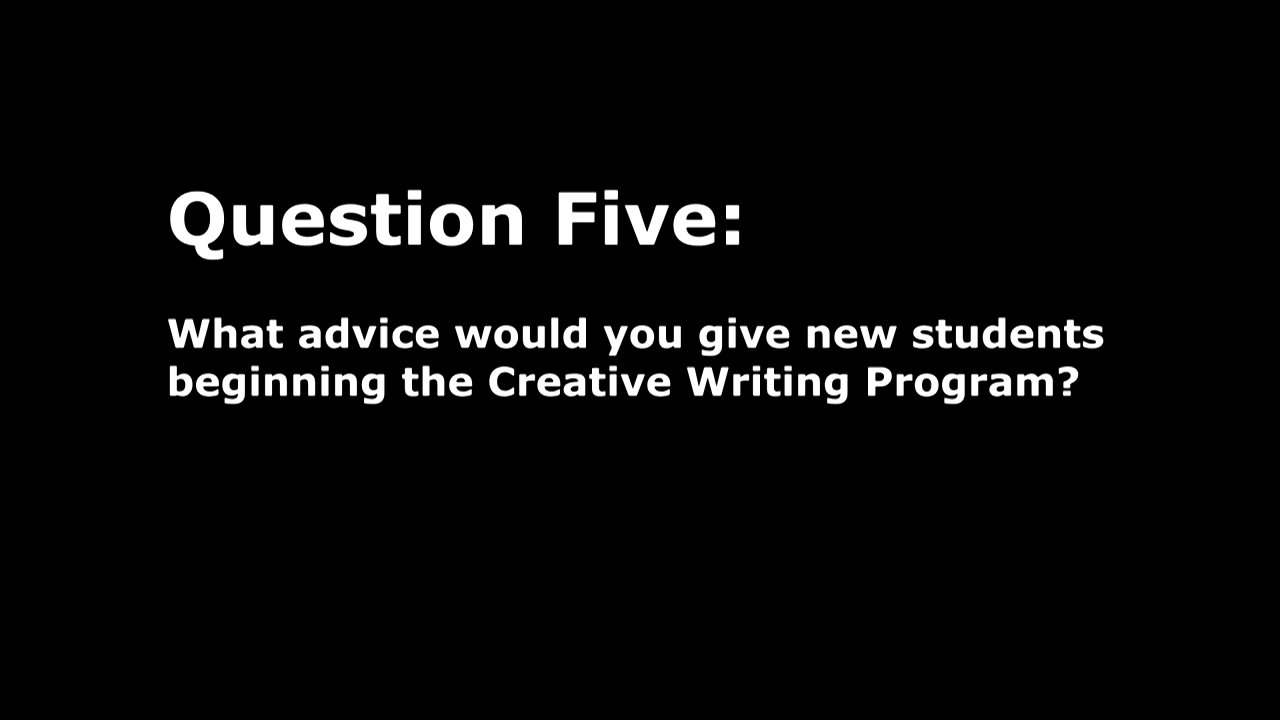 Question Five:
What advice would you give new students
beginning the Creative Writing Program?